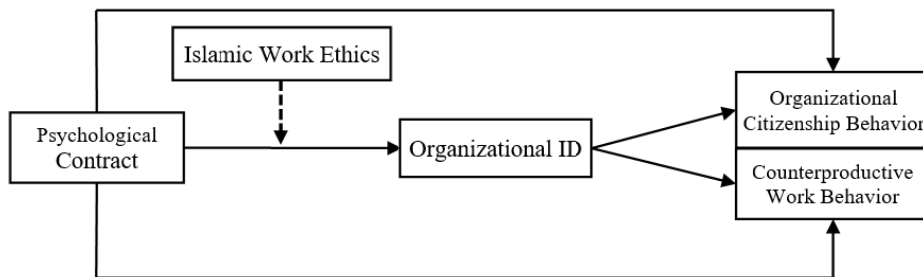 Islamic Work Ethics
Psychological
Contract
Organizational ID
Organizational
Citizenship Behavior
Counterproductive
Work Behavior